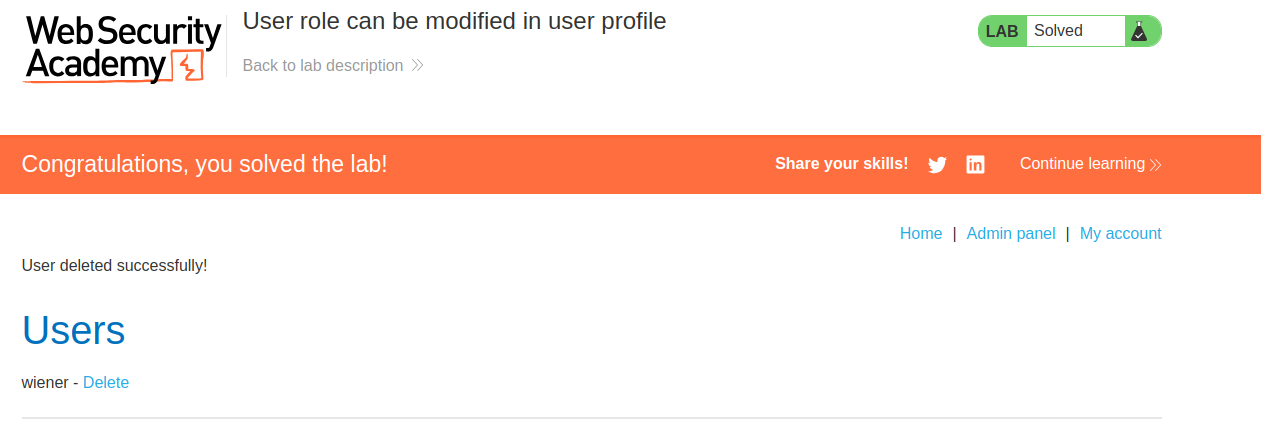 Web Security
Academy
User role can be modified in user profile
Back to lab description
LAB Solved
Congratulations, you solved the lab!
Share your skills!
Continue learning
Home | Admin panel | My account
User deleted successfully!
Users
wiener - Delete